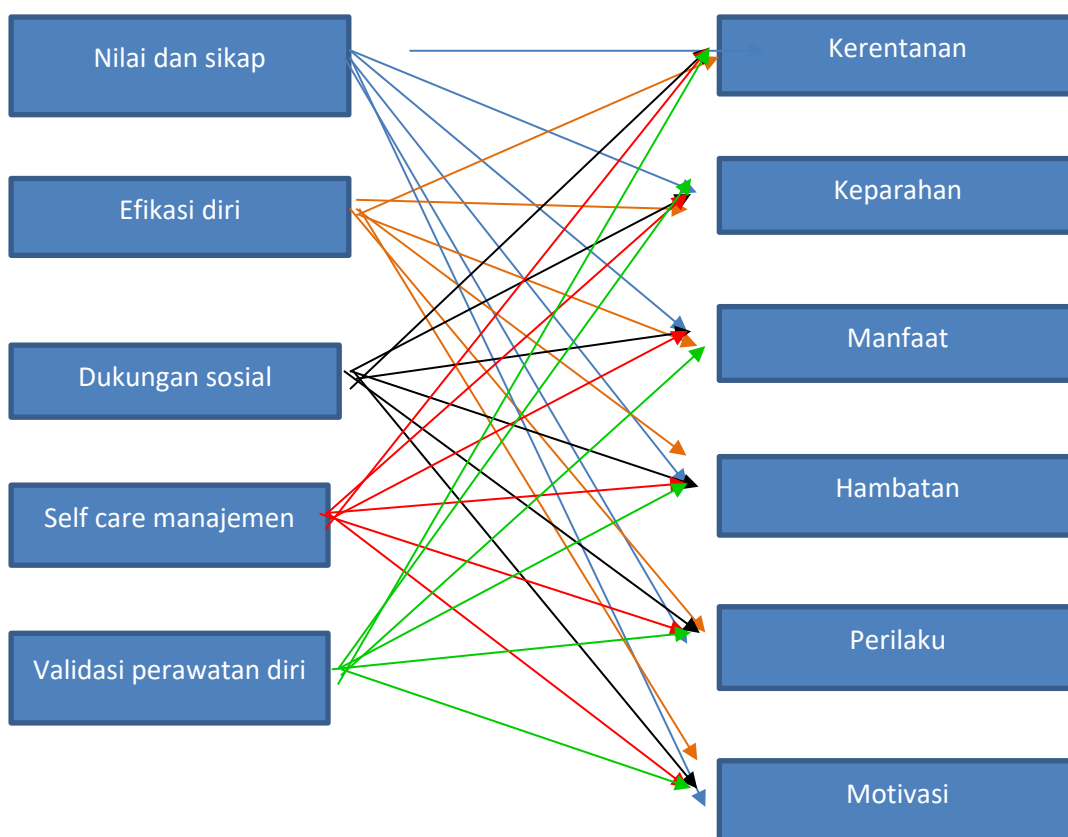 Nilai dan sikap
Efikasi diri
Dukungan sosial
Self care manajemen
Validasi perawatan diri
Kerentanan
Keparahan
Manfaat
Hambatan
Perilaku
Motivasi